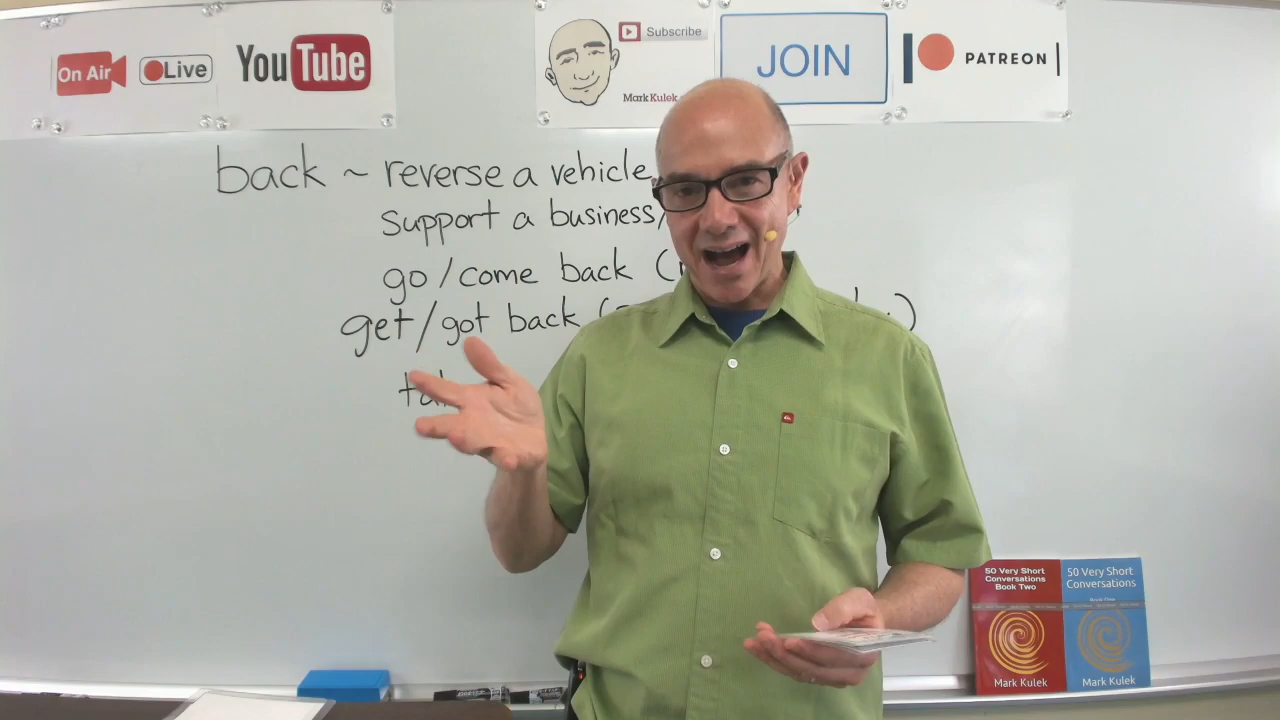 On Air
Live
YouTube
Subscribe
Mark Kulek
JOIN
PATREON
back ~ reverse a vehicle
support a business/
go/come back (
get/got back (
50 Very Short
Conversations
Book Two
Mark Kulek
50 Very Short
Conversations
Mark Kulek